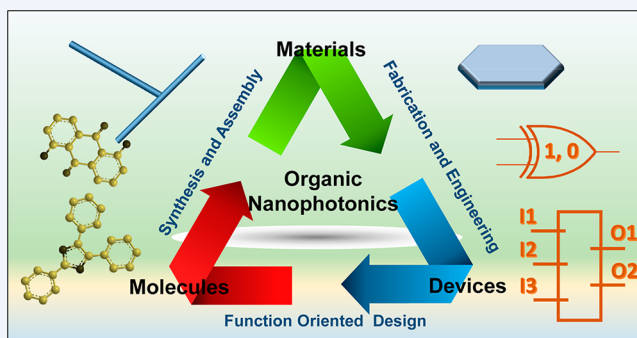 Materials
Synthesis and Assembly
Fabrication and Engineering
1, 0
Organic
Nanophotonics
I1
I2
I3
O1
O2
Molecules
Devices
Function Oriented Design